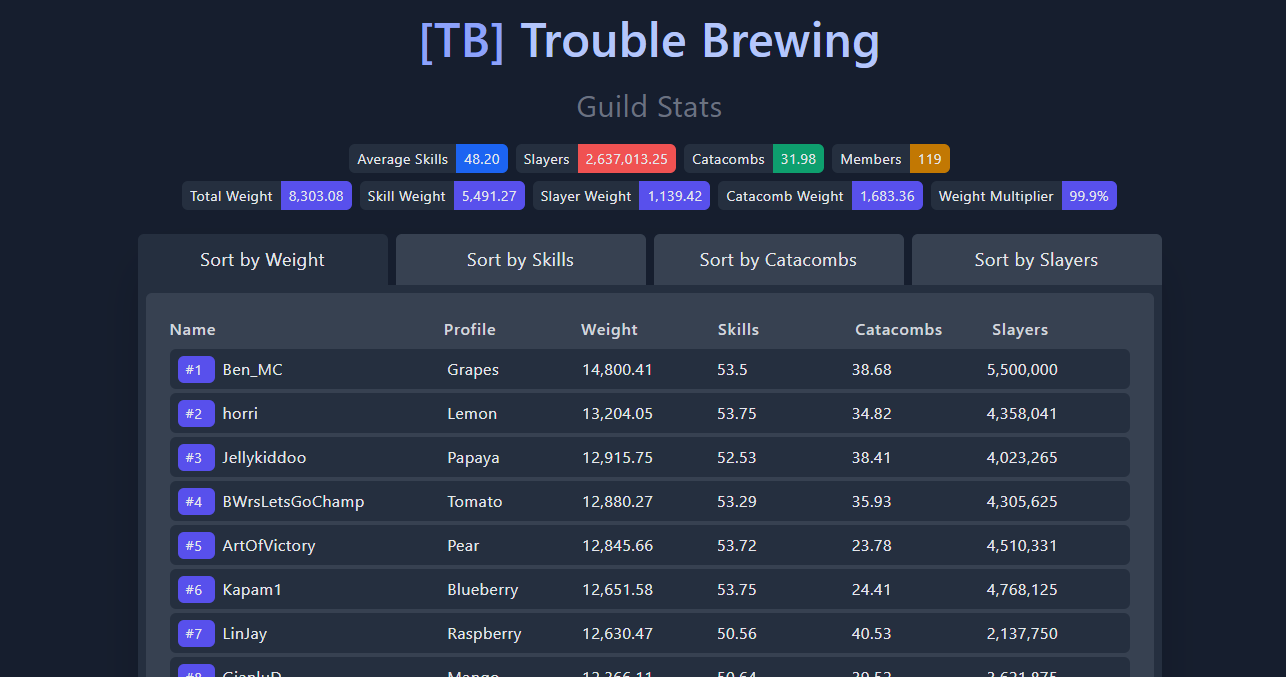 [TB] Trouble Brewing
Guild Stats
Average Skills 48.20 Slayers 2,637,013.25 Catacombs 31.98 Members 119
Total Weight 8,303.08 Skill Weight 5,491.27 Slayer Weight 1,139.42 Catacomb Weight 1,683.36 Weight Multiplier 99.9%
Sort by Weight Sort by Skills Sort by Catacombs Sort by Slayers
Name Profile Weight Skills Catacombs Slayers
#1 Ben_MC Grapes 14,800.41 53.5 38.68 5,500,000
#2 horri Lemon 13,204.05 53.75 34.82 4,358,041
#3 Jellykiddoo Papaya 12,915.75 52.53 38.41 4,023,265
#4 BWrsLetsGoChamp Tomato 12,880.27 53.29 35.93 4,305,625
#5 ArtOfVictory Pear 12,845.66 53.72 23.78 4,510,331
#6 Kapam1 Blueberry 12,651.58 53.75 24.41 4,768,125
#7 LinJay Raspberry 12,630.47 50.56 40.53 2,137,750
#8 Mango